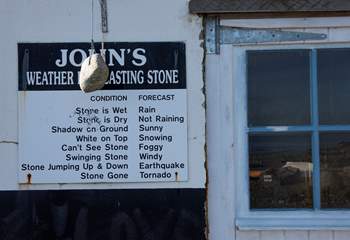 JOHN'S
WEATHER FORECASTING STONE
CONDITION FORECAST
Stone is Wet Rain
Stone is Dry Not Raining
Shadow on Ground Sunny
White on Top Snowing
Can't See Stone Foggy
Swinging Stone Windy
Stone Jumping Up & Down Earthquake
Stone Gone Tornado